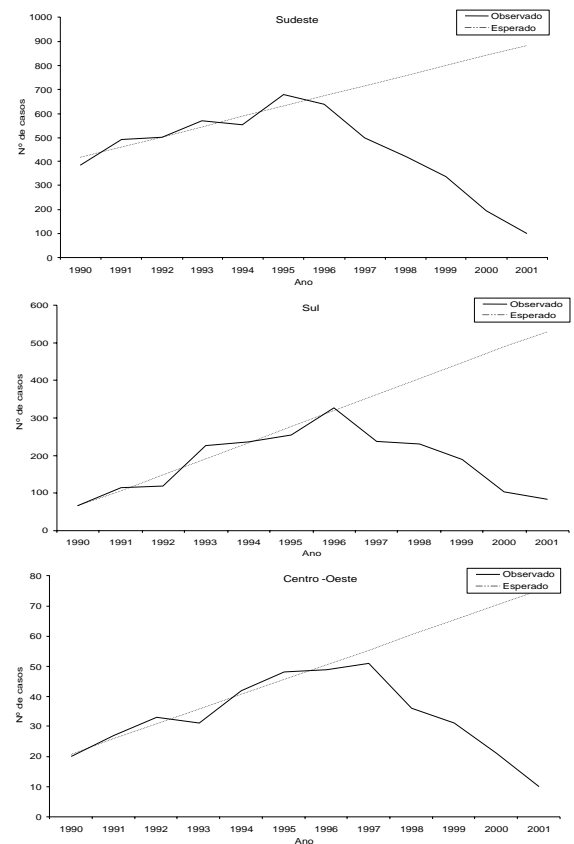 Sudeste
Observado
Esperado
1000
900
800
700
600
500
400
300
200
100
0
Nº de casos
1990 1991 1992 1993 1994 1995 1996 1997 1998 1999 2000 2001
Ano
Sul
Observado
Esperado
600
500
400
300
200
100
0
Nº de casos
1990 1991 1992 1993 1994 1995 1996 1997 1998 1999 2000 2001
Ano
Centro -Oeste
Observado
Esperado
80
70
60
50
40
30
20
10
0
Nº de casos
1990 1991 1992 1993 1994 1995 1996 1997 1998 1999 2000 2001
Ano